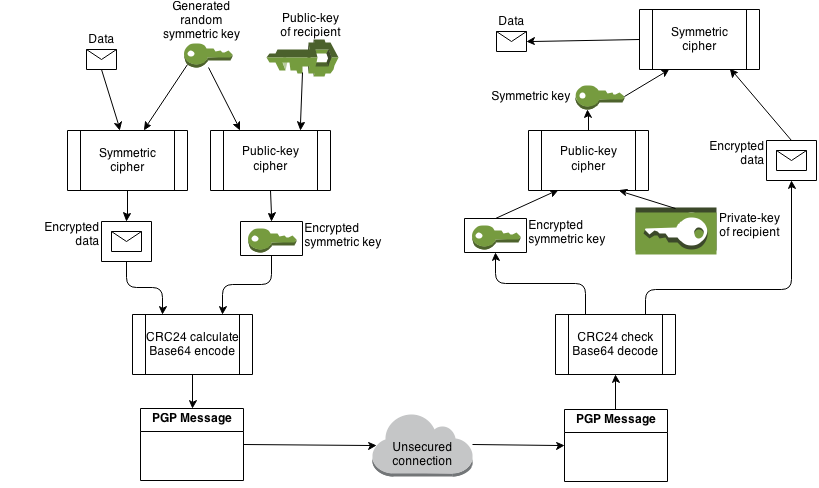 Generated
random
symmetric key
Public-key
of recipient
Data
Symmetric
cipher
Public-key
cipher
Encrypted
data
Encrypted
symmetric key
CRC24 calculate
Base64 encode
PGP Message
Unsecured
connection
Data
Symmetric
cipher
Symmetric key
Public-key
cipher
Encrypted
data
Encrypted
symmetric key
Private-key
of recipient
CRC24 check
Base64 decode
PGP Message